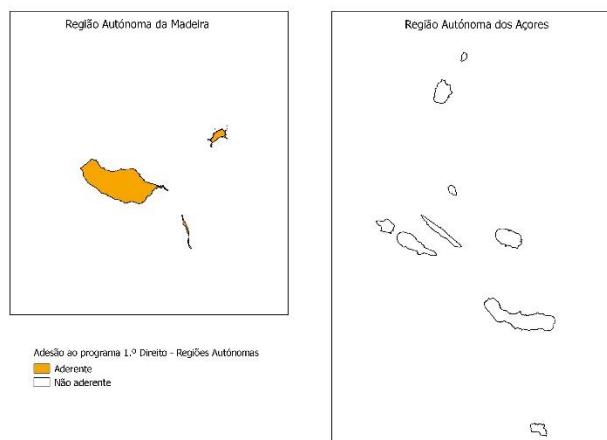 Região Autónoma da Madeira
Região Autónoma dos Açores
Adesão ao programa 1.º Direito - Regiões Autónomas
Aderente
Não aderente